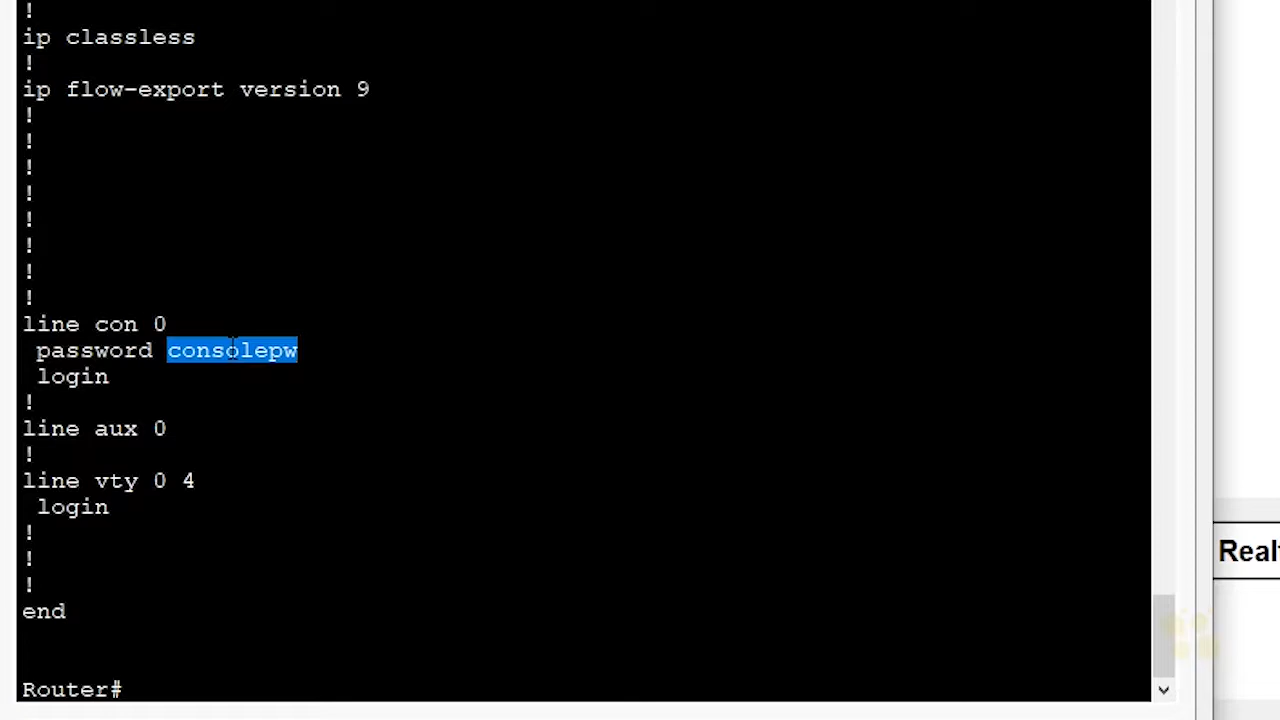 !
ip classless
!
ip flow-export version 9
!
!
!
!
!
!
!
!
line con 0
 password consolepw
 login
!
line aux 0
!
line vty 0 4
 login
!
!
!
end
Router#